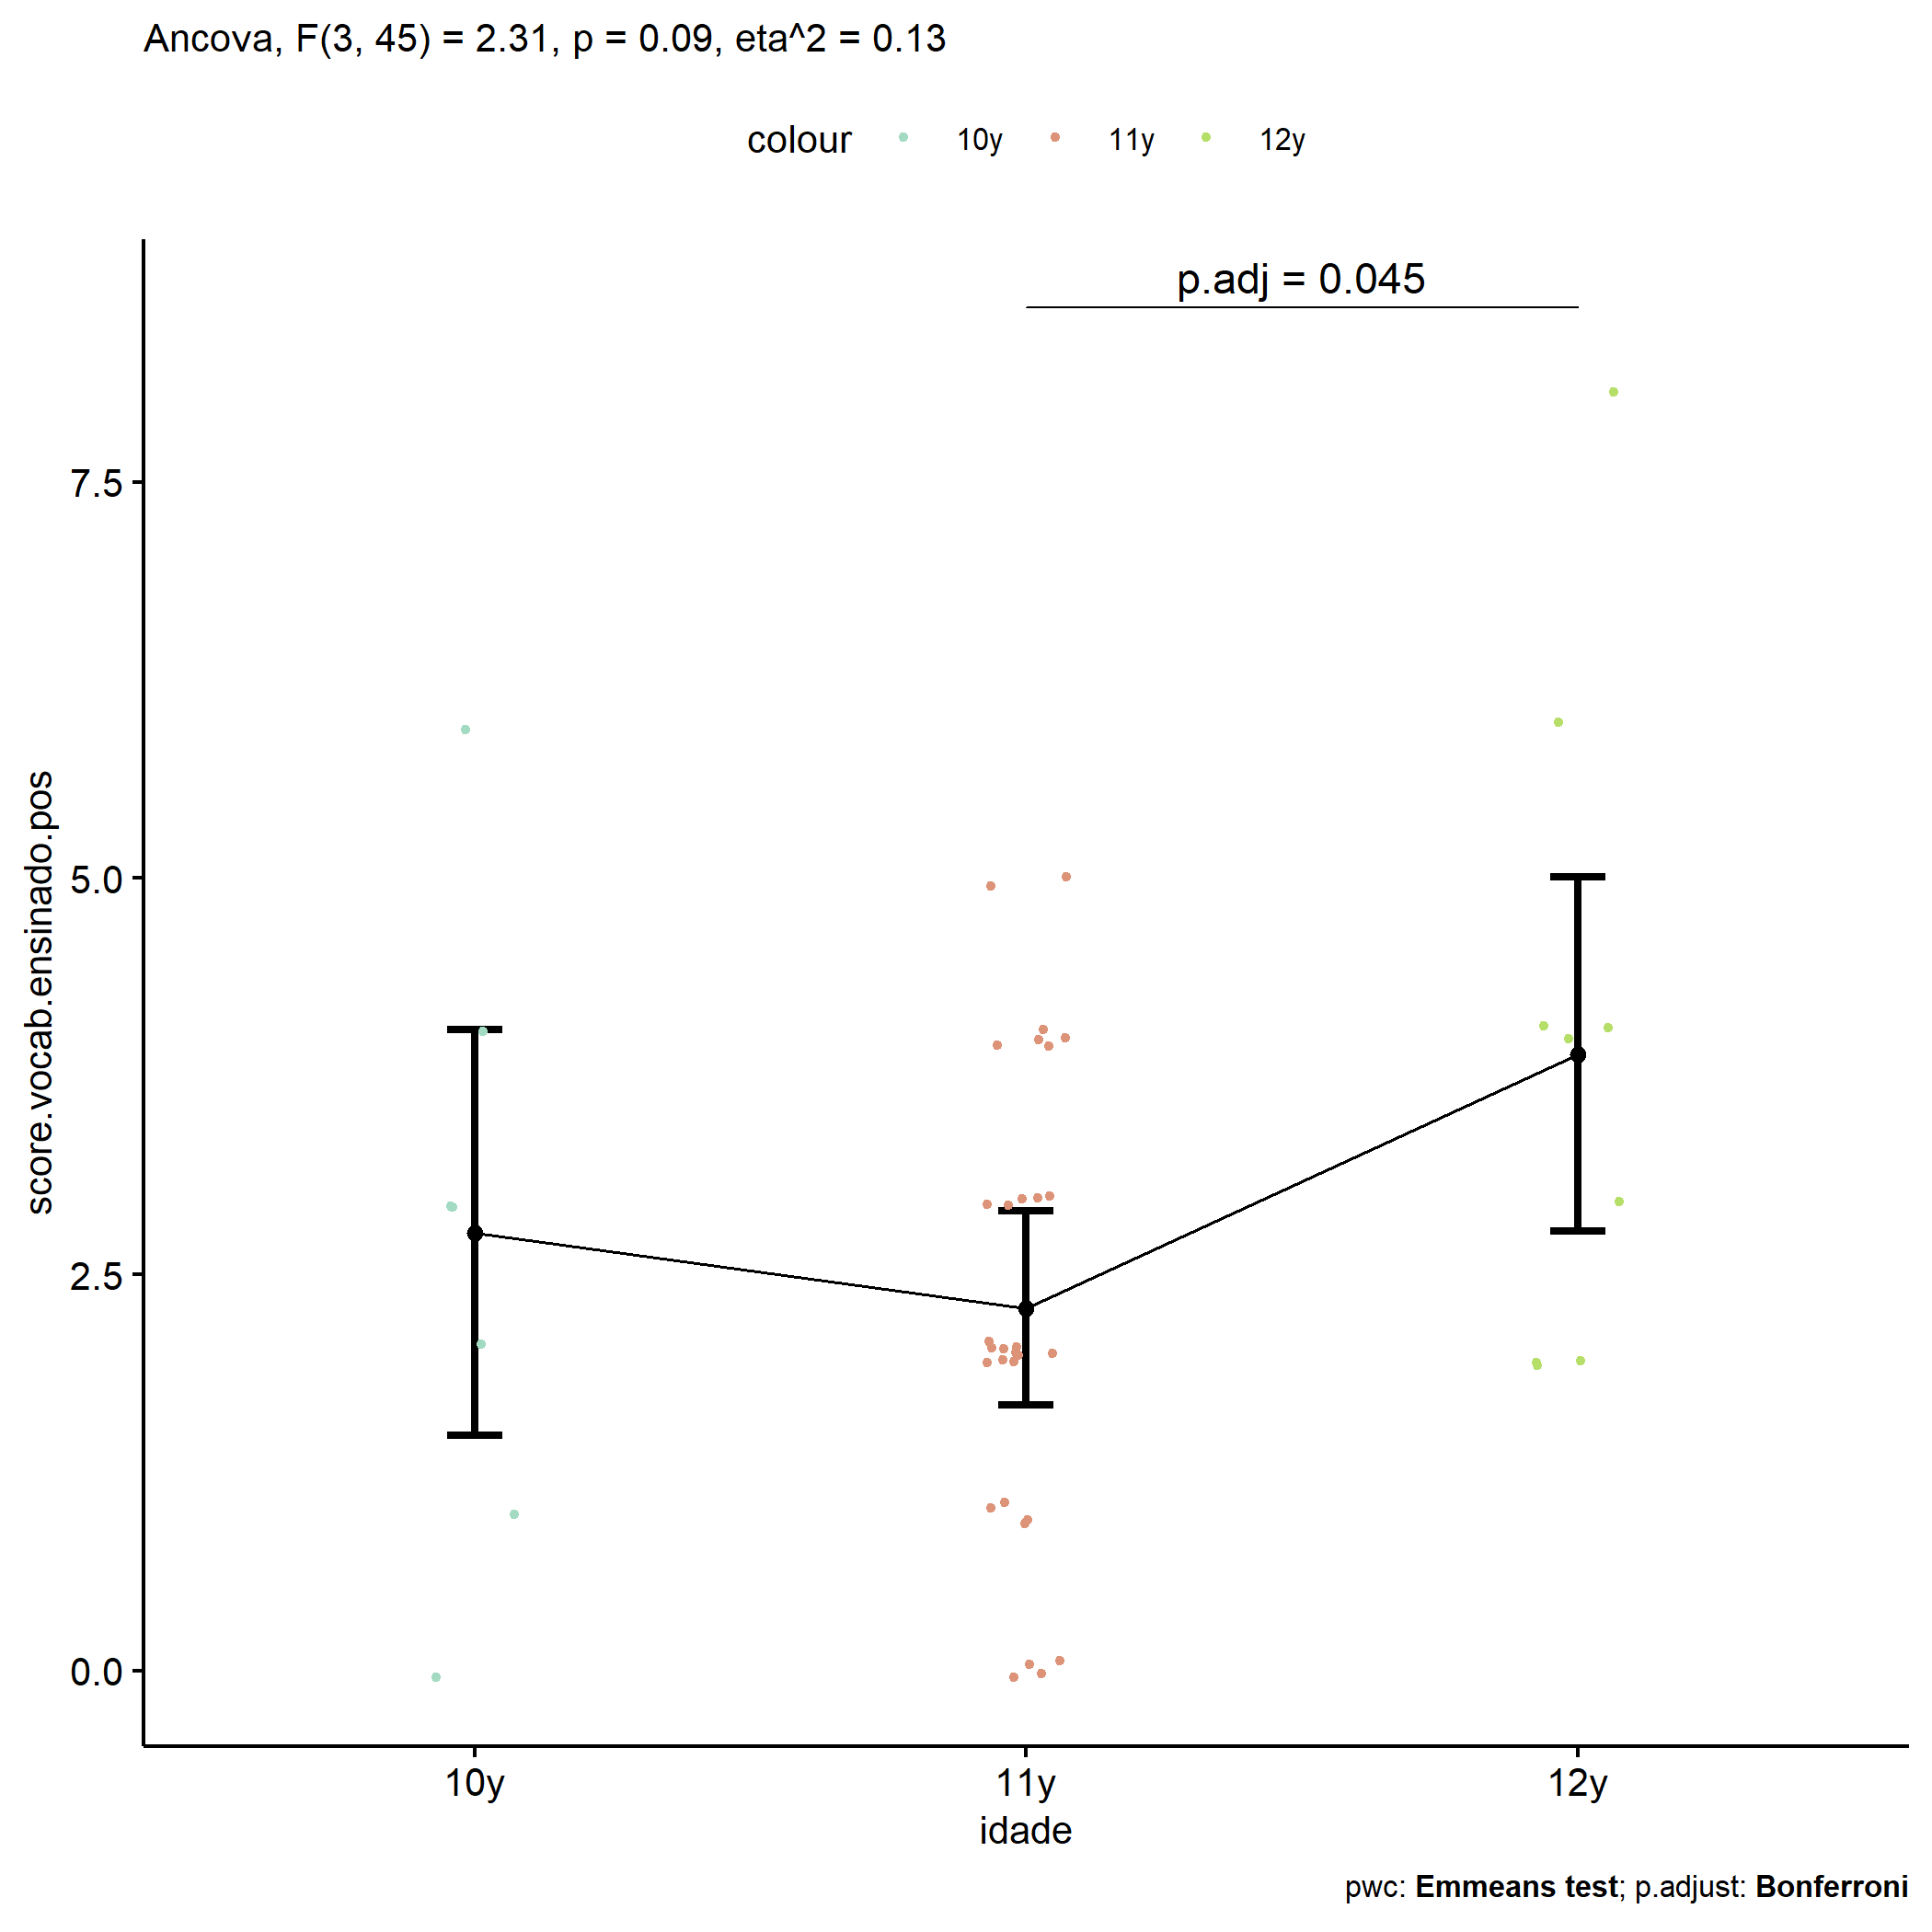 Ancova, F(3, 45) = 2.31, p = 0.09, eta^2 = 0.13
colour 10y 11y 12y
p.adj = 0.045
7.5
5.0
2.5
0.0
score.vocab.ensinado.pos
10y 11y 12y
idade
pwc: Emmeans test; p.adjust: Bonferroni